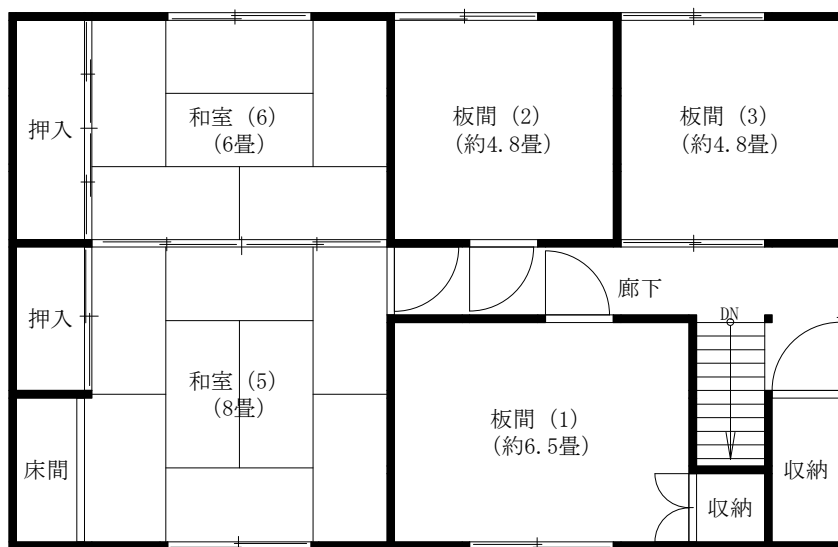 押入
和室（6）
（6畳）
板間（2）
（約4.8畳）
板間（3）
（約4.8畳）
押入
廊下
DN
和室（5）
（8畳）
板間（1）
（約6.5畳）
床間
収納
収納